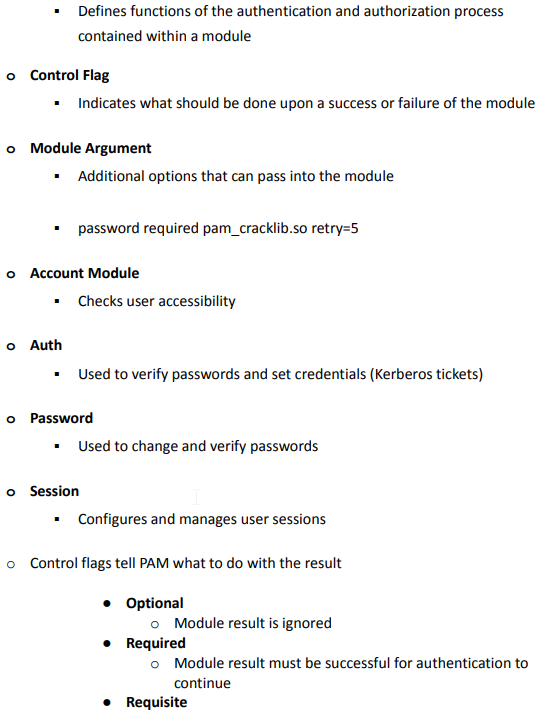 ▪ Defines functions of the authentication and authorization process
contained within a module
o Control Flag
▪ Indicates what should be done upon a success or failure of the module
o Module Argument
▪ Additional options that can pass into the module
▪ password required pam_cracklib.so retry=5
o Account Module
▪ Checks user accessibility
o Auth
▪ Used to verify passwords and set credentials (Kerberos tickets)
o Password
▪ Used to change and verify passwords
o Session
▪ Configures and manages user sessions
o Control flags tell PAM what to do with the result
● Optional
o Module result is ignored
● Required
o Module result must be successful for authentication to
continue
● Requisite